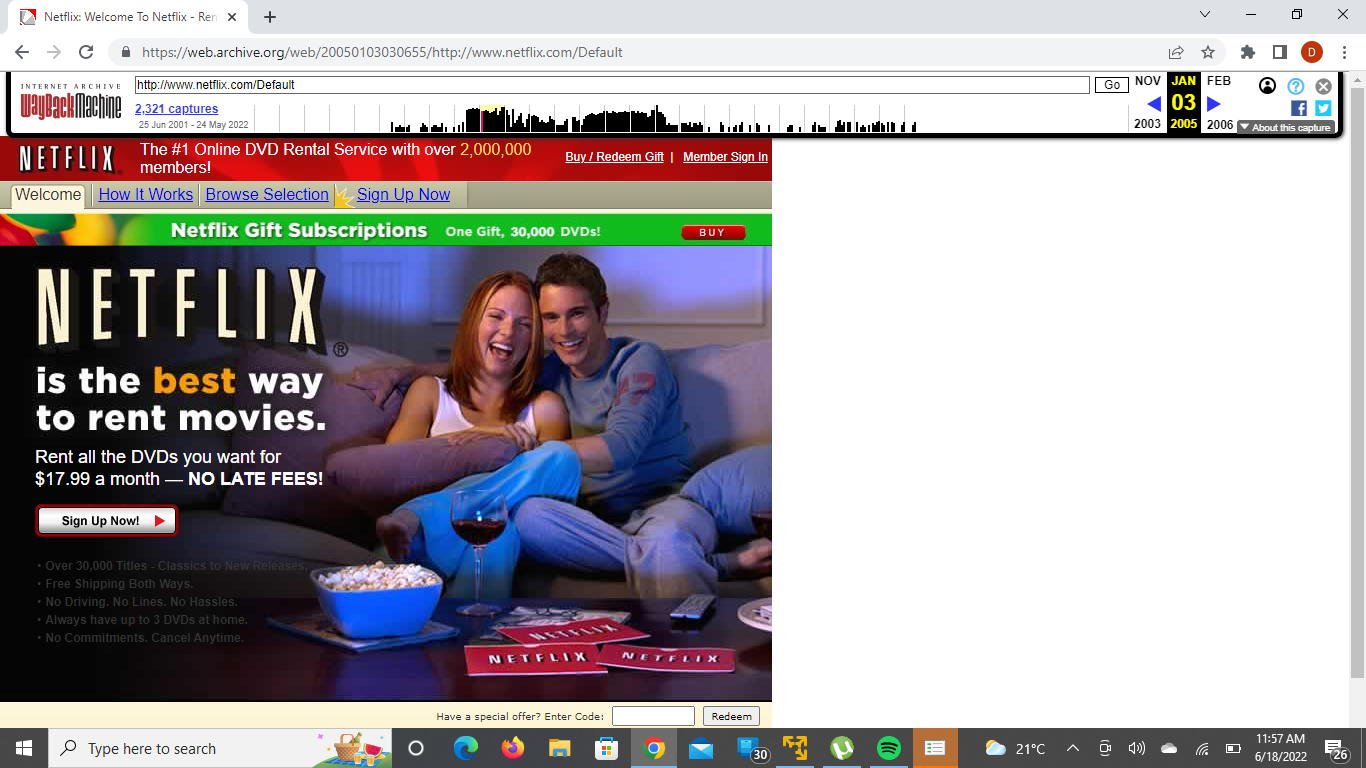 Netflix: Welcome To Netflix - Ren
https://web.archive.org/web/20050103030655/http://www.netflix.com/Default
D
INTERNET ARCHIVE
WayBackMachine
http://www.netflix.com/Default
Go
NOV JAN FEB
2,321 captures
03
25 Jun 2001 - 24 May 2022
2003 2005 2006
About this capture
NETFLIX
The #1 Online DVD Rental Service with over 2,000,000
members!
Buy / Redeem Gift | Member Sign In
Welcome How It Works Browse Selection Sign Up Now
Netflix Gift Subscriptions One Gift, 30,000 DVDs! BUY
NETFLIX®
is the best way
to rent movies.
Rent all the DVDs you want for
$17.99 a month — NO LATE FEES!
Sign Up Now!
• Over 30,000 Titles - Classics to New Releases.
• Free Shipping Both Ways.
• No Driving. No Lines. No Hassles.
• Always have up to 3 DVDs at home.
• No Commitments. Cancel Anytime.
NETFLIX
NETFLIX NETFLIX
Have a special offer? Enter Code: Redeem
Type here to search
30
21°C
11:57 AM
6/18/2022
26